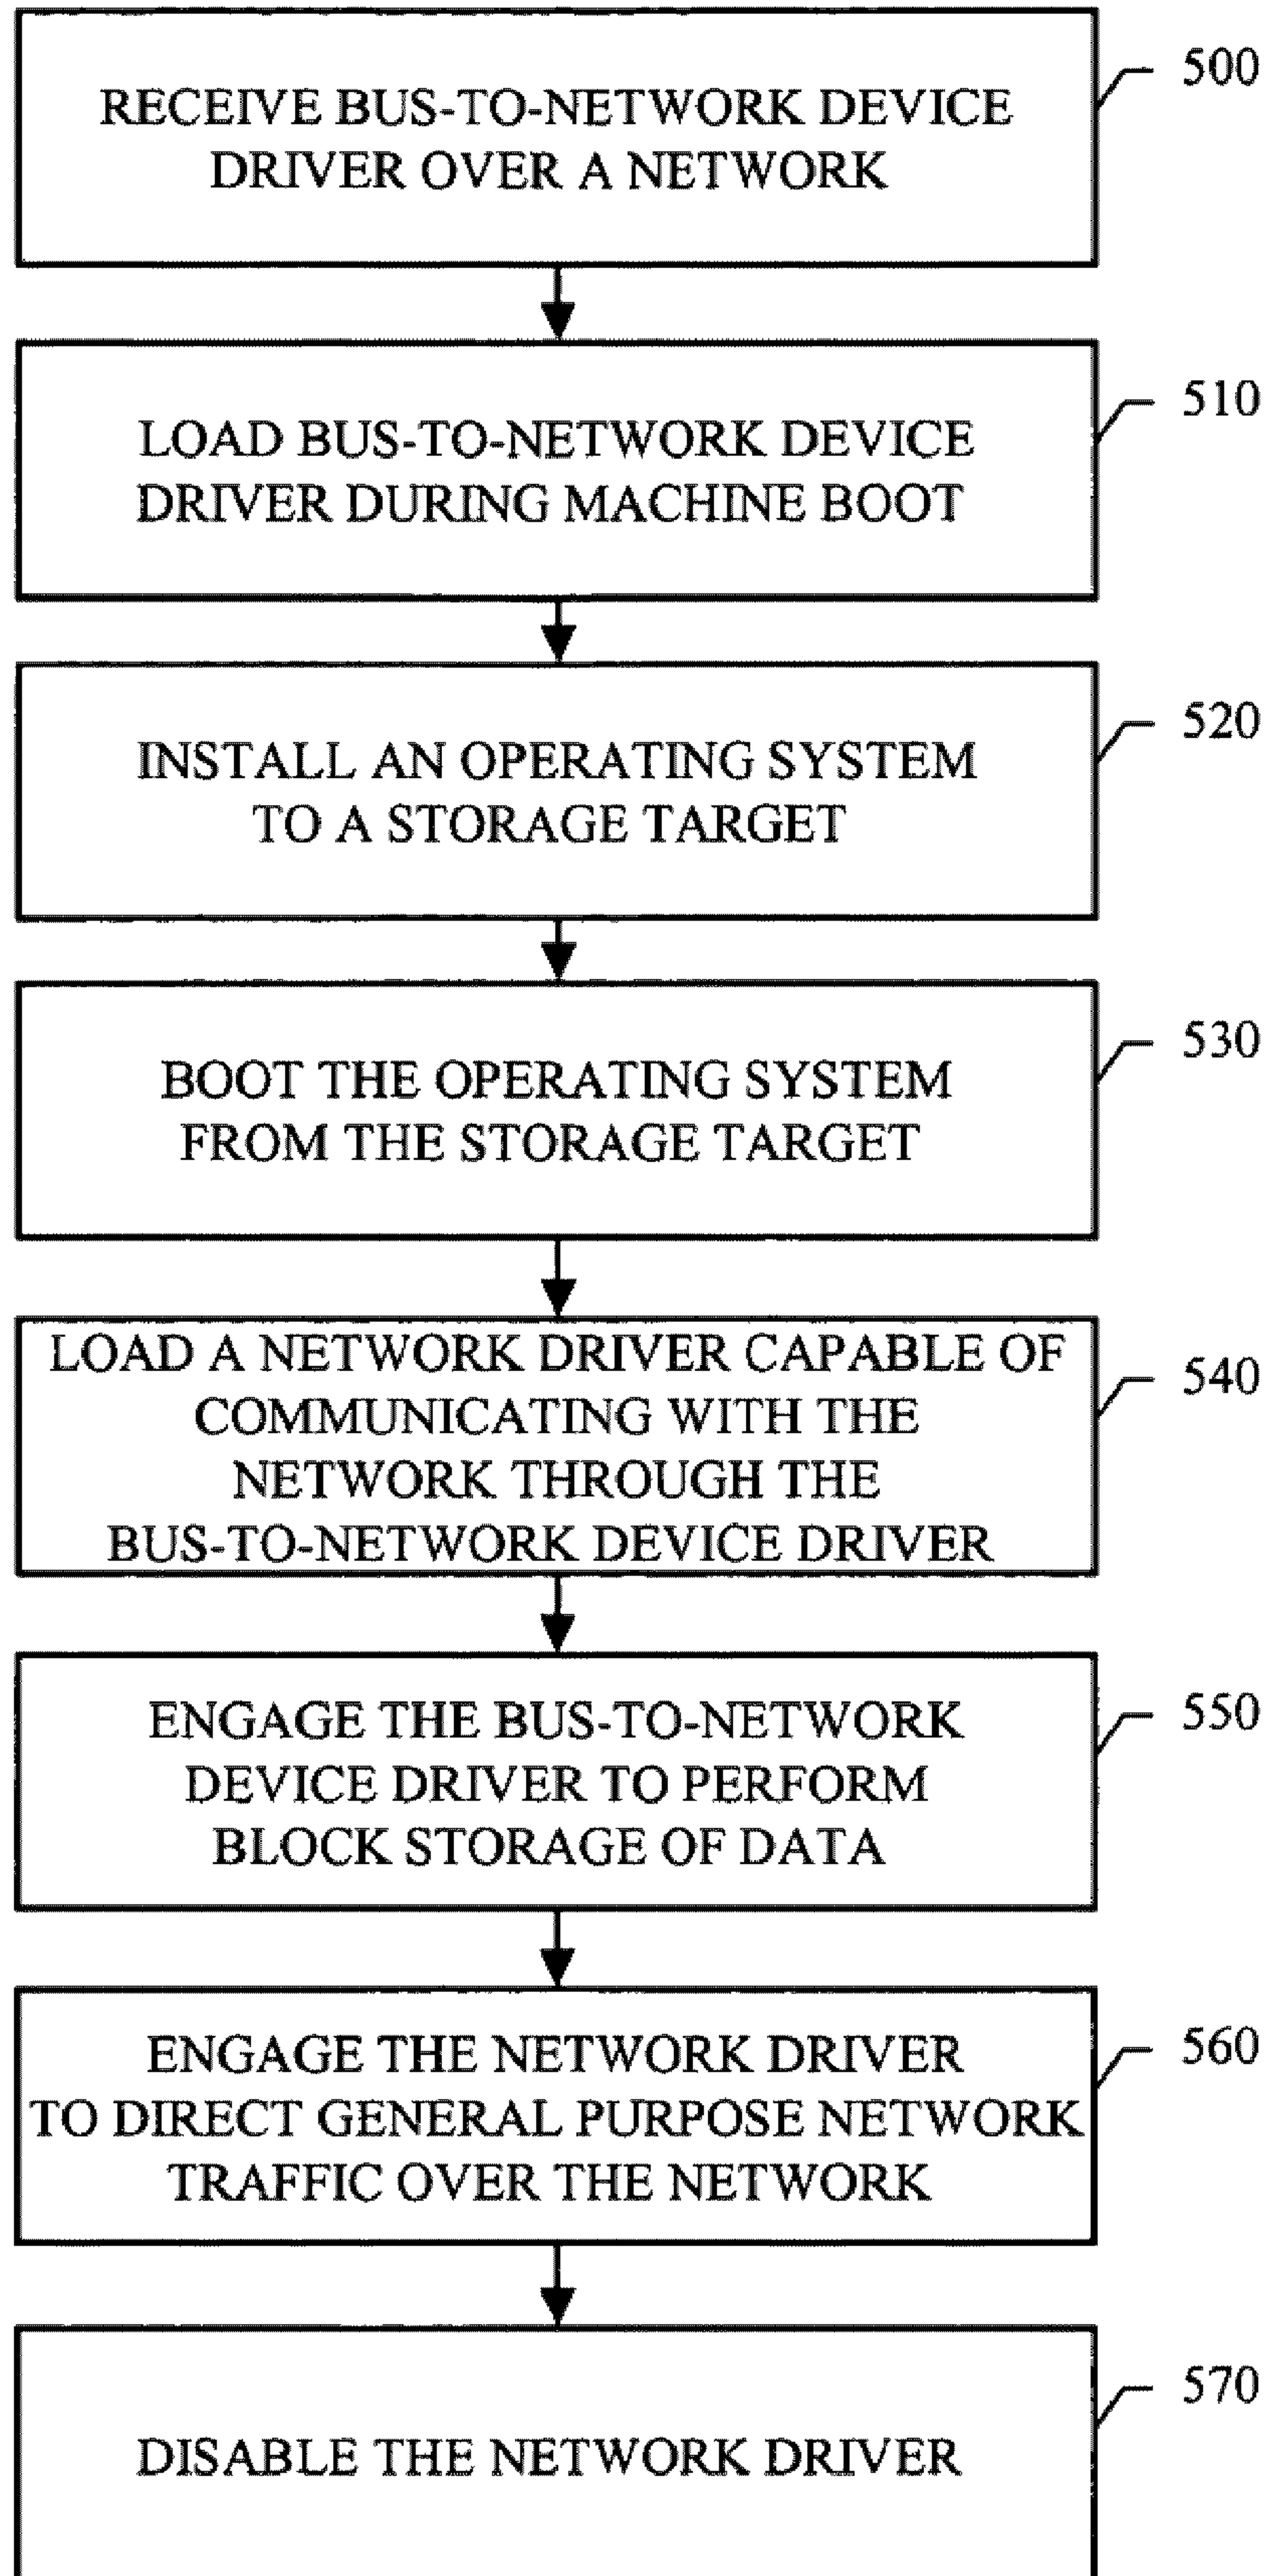 RECEIVE BUS-TO-NETWORK DEVICE
DRIVER OVER A NETWORK
500
LOAD BUS-TO-NETWORK DEVICE
DRIVER DURING MACHINE BOOT
510
INSTALL AN OPERATING SYSTEM
TO A STORAGE TARGET
520
BOOT THE OPERATING SYSTEM
FROM THE STORAGE TARGET
530
LOAD A NETWORK DRIVER CAPABLE OF
COMMUNICATING WITH THE
NETWORK THROUGH THE
BUS-TO-NETWORK DEVICE DRIVER
540
ENGAGE THE BUS-TO-NETWORK
DEVICE DRIVER TO PERFORM
BLOCK STORAGE OF DATA
550
ENGAGE THE NETWORK DRIVER
TO DIRECT GENERAL PURPOSE NETWORK
TRAFFIC OVER THE NETWORK
560
DISABLE THE NETWORK DRIVER
570